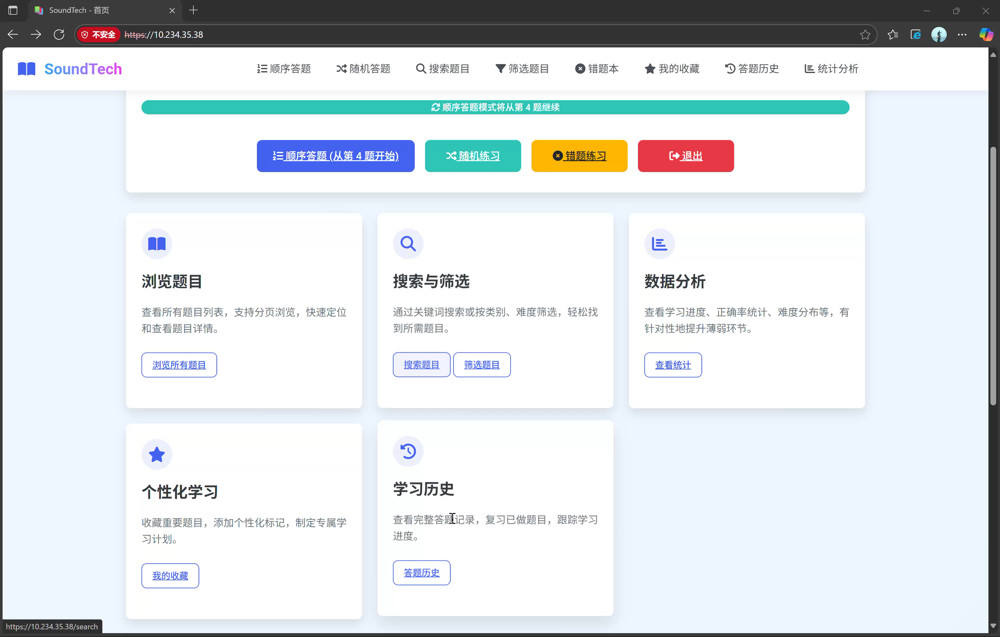 SoundTech - 首页
不安全 https://10.234.35.38
SoundTech
顺序答题 随机答题 搜索题目 筛选题目 错题本 我的收藏 答题历史 统计分析
顺序答题模式将从第 4 题继续
顺序答题 (从第 4 题开始) 随机练习 错题练习 退出
浏览题目
查看所有题目列表，支持分页浏览，快速定位
和查看题目详情。
浏览所有题目
搜索与筛选
通过关键词搜索或按类别、难度筛选，轻松找
到所需题目。
搜索题目 筛选题目
数据分析
查看学习进度、正确率统计、难度分布等，有
针对性地提升薄弱环节。
查看统计
个性化学习
收藏重要题目，添加个性化标记，制定专属学
习计划。
我的收藏
学习历史
查看完整答题记录，复习已做题目，跟踪学习
进度。
答题历史
https://10.234.35.38/search